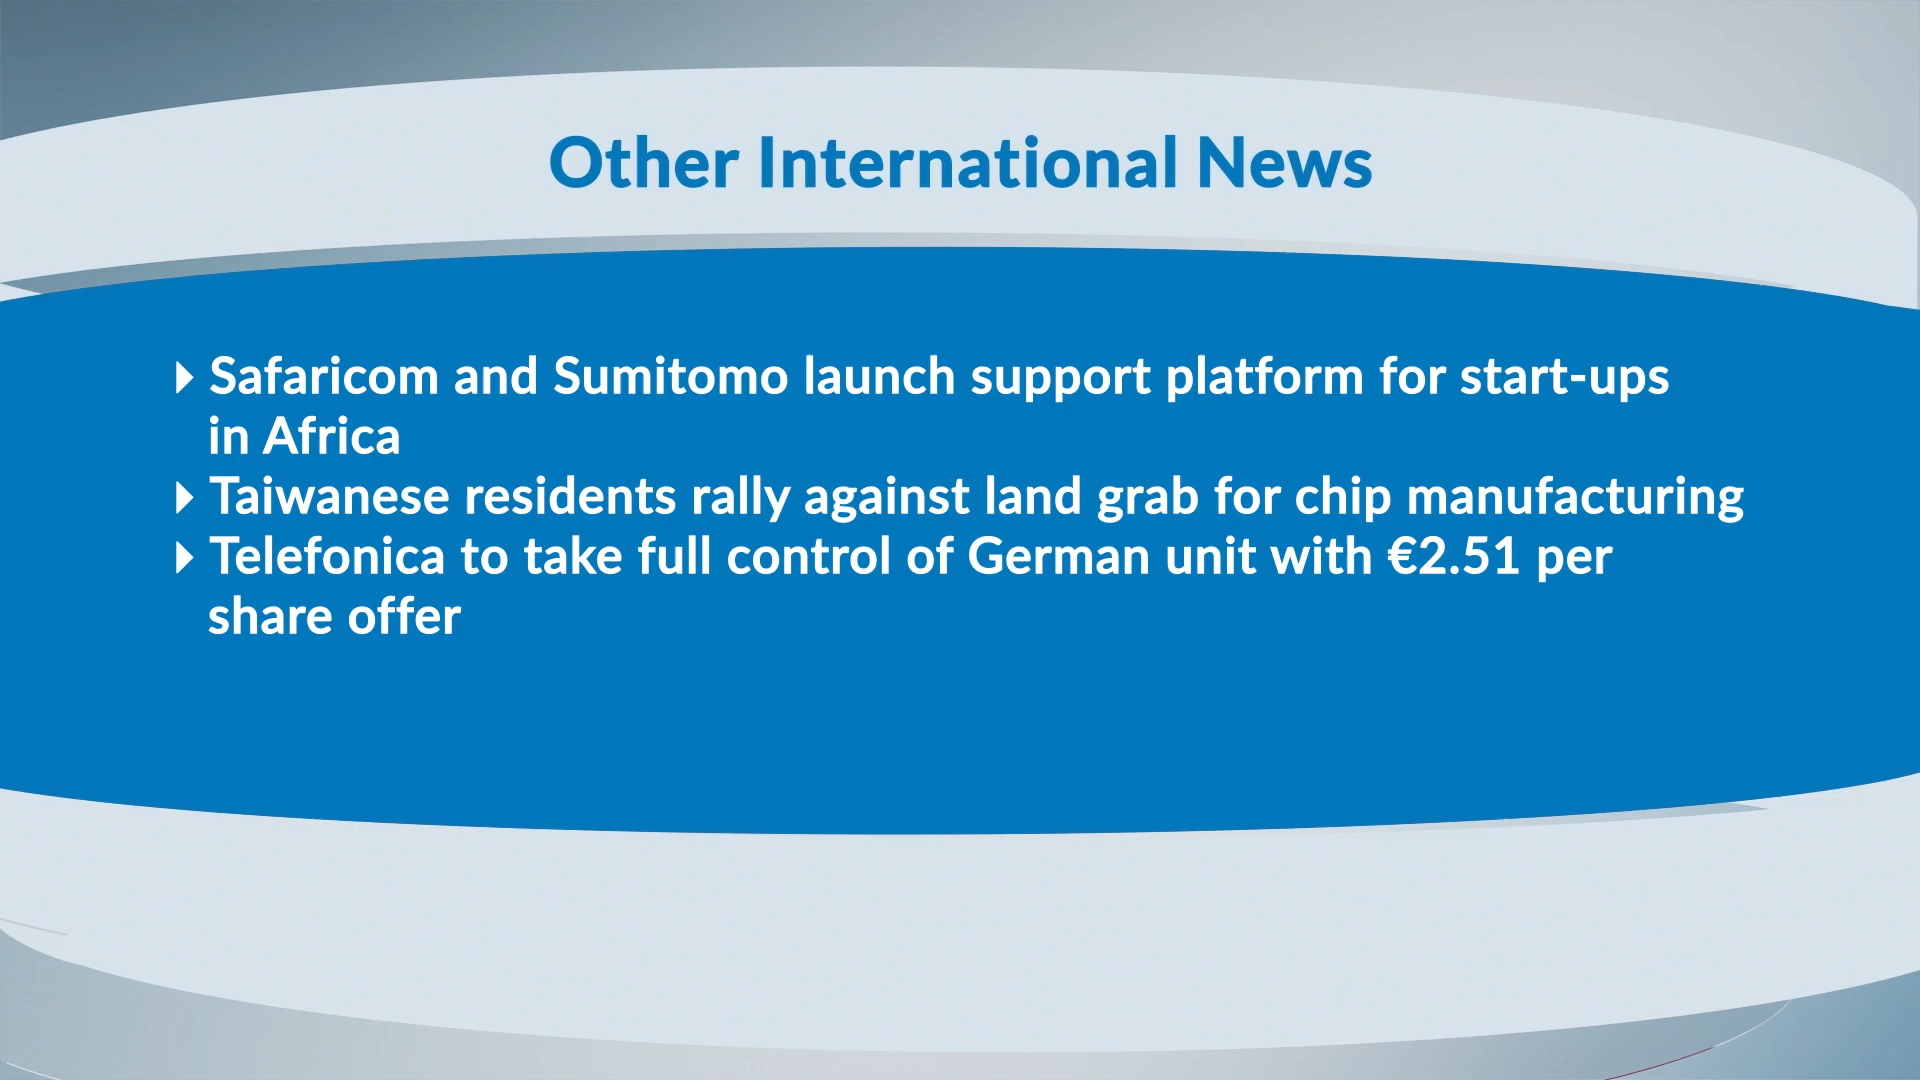 Other International News
Safaricom and Sumitomo launch support platform for start-ups
in Africa
Taiwanese residents rally against land grab for chip manufacturing
Telefonica to take full control of German unit with €2.51 per
share offer